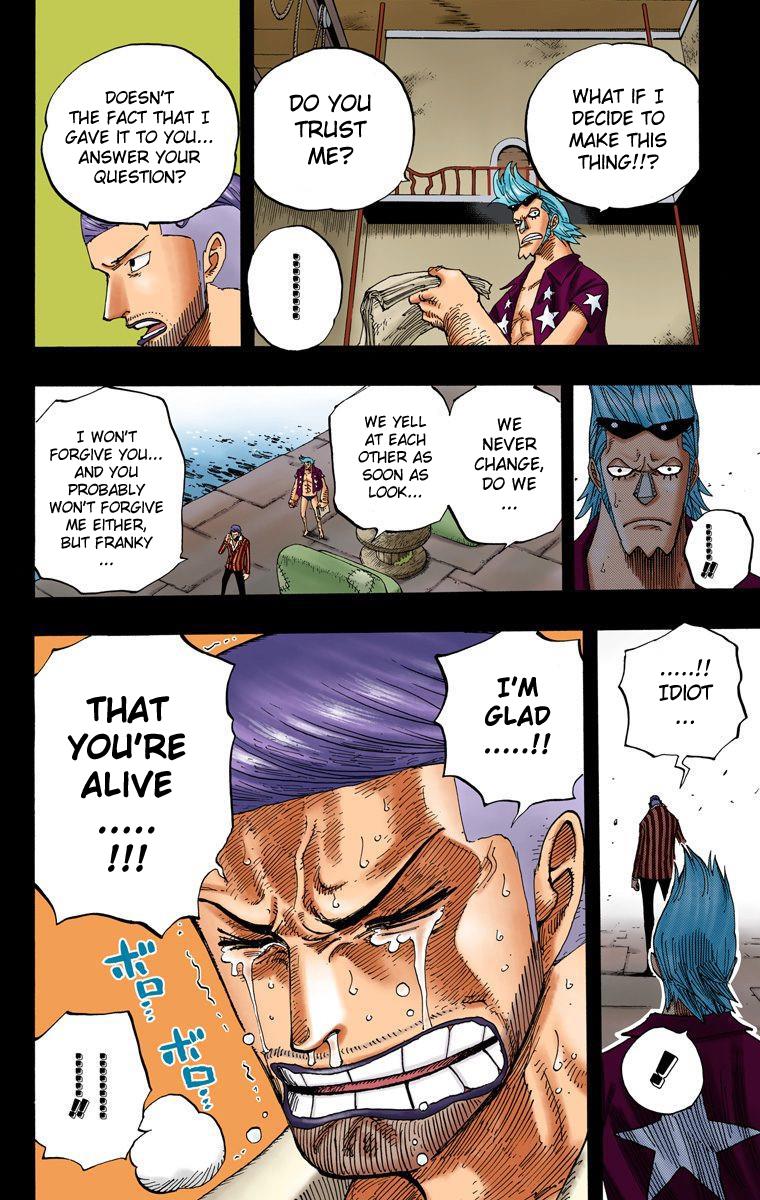 WHAT IF I
DECIDE TO
MAKE THIS
THING!!?
DO YOU
TRUST
ME?
DOESN'T
THE FACT THAT I
GAVE IT TO YOU...
ANSWER YOUR
QUESTION?
.........
........!!
WE
NEVER
CHANGE,
DO WE
...
WE YELL
AT EACH
OTHER AS
SOON AS
LOOK...
I WON'T
FORGIVE YOU...
AND YOU
PROBABLY
WON'T FORGIVE
ME EITHER,
BUT FRANKY
...
.....!!
IDIOT
...
!
I'M
GLAD
.....!!
THAT
YOU'RE
ALIVE
.....
!!!
ボロ…
ボロ…
.........!!